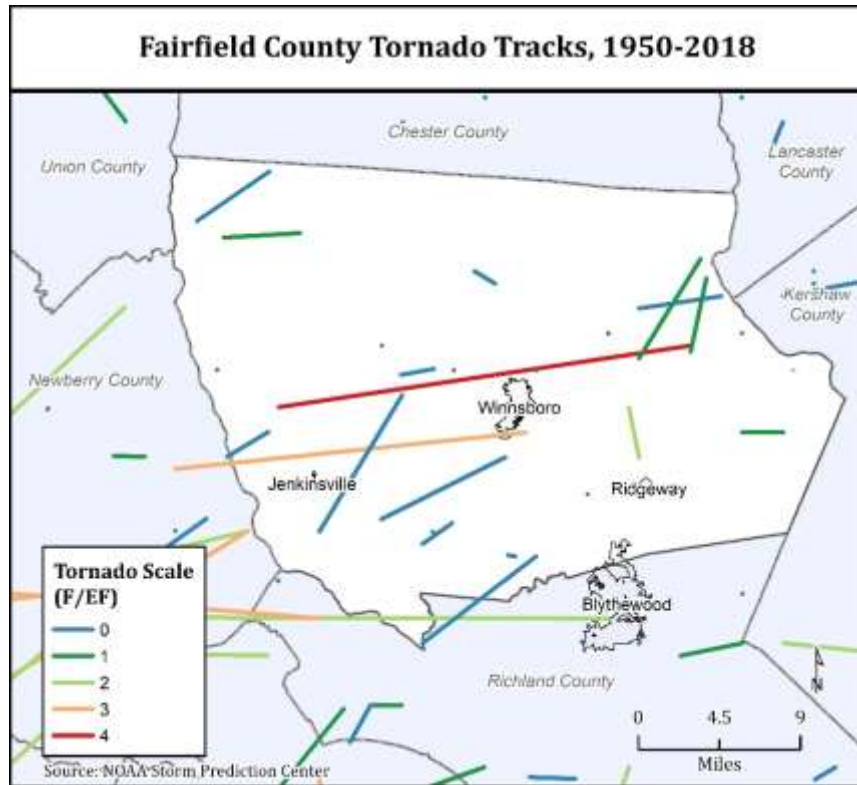 Fairfield County Tornado Tracks, 1950-2018
Chester County
Union County
Lancaster
County
Kershaw
County
Newberry County
Winnsboro
Jenkinsville
Ridgeway
Tornado Scale
(F/EF)
0
1
2
3
4
Blythewood
Richland County
N
0 4.5 9
Miles
Source: NOAA Storm Prediction Center